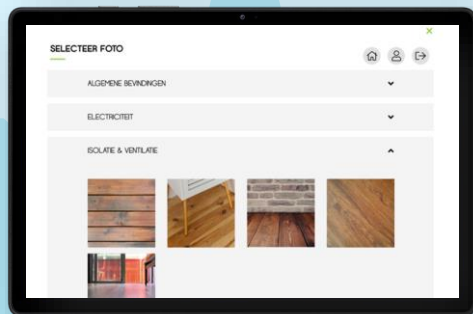 SELECTEER FOTO
ALGEMENE BEVINDINGEN
ELECTRICITEIT
ISOLATIE & VENTILATIE